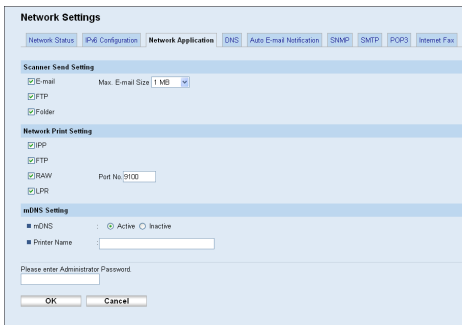 Network Settings
Network Status IPv6 Configuration Network Application DNS Auto E-mail Notification SNMP SMTP POP3 Internet Fax
Scanner Send Setting
E-mail Max. E-mail Size 1 MB
FTP
Folder
Network Print Setting
IPP
FTP
RAW Port No. 9100
LPR
mDNS Setting
mDNS : Active Inactive
Printer Name :
Please enter Administrator Password.
OK Cancel